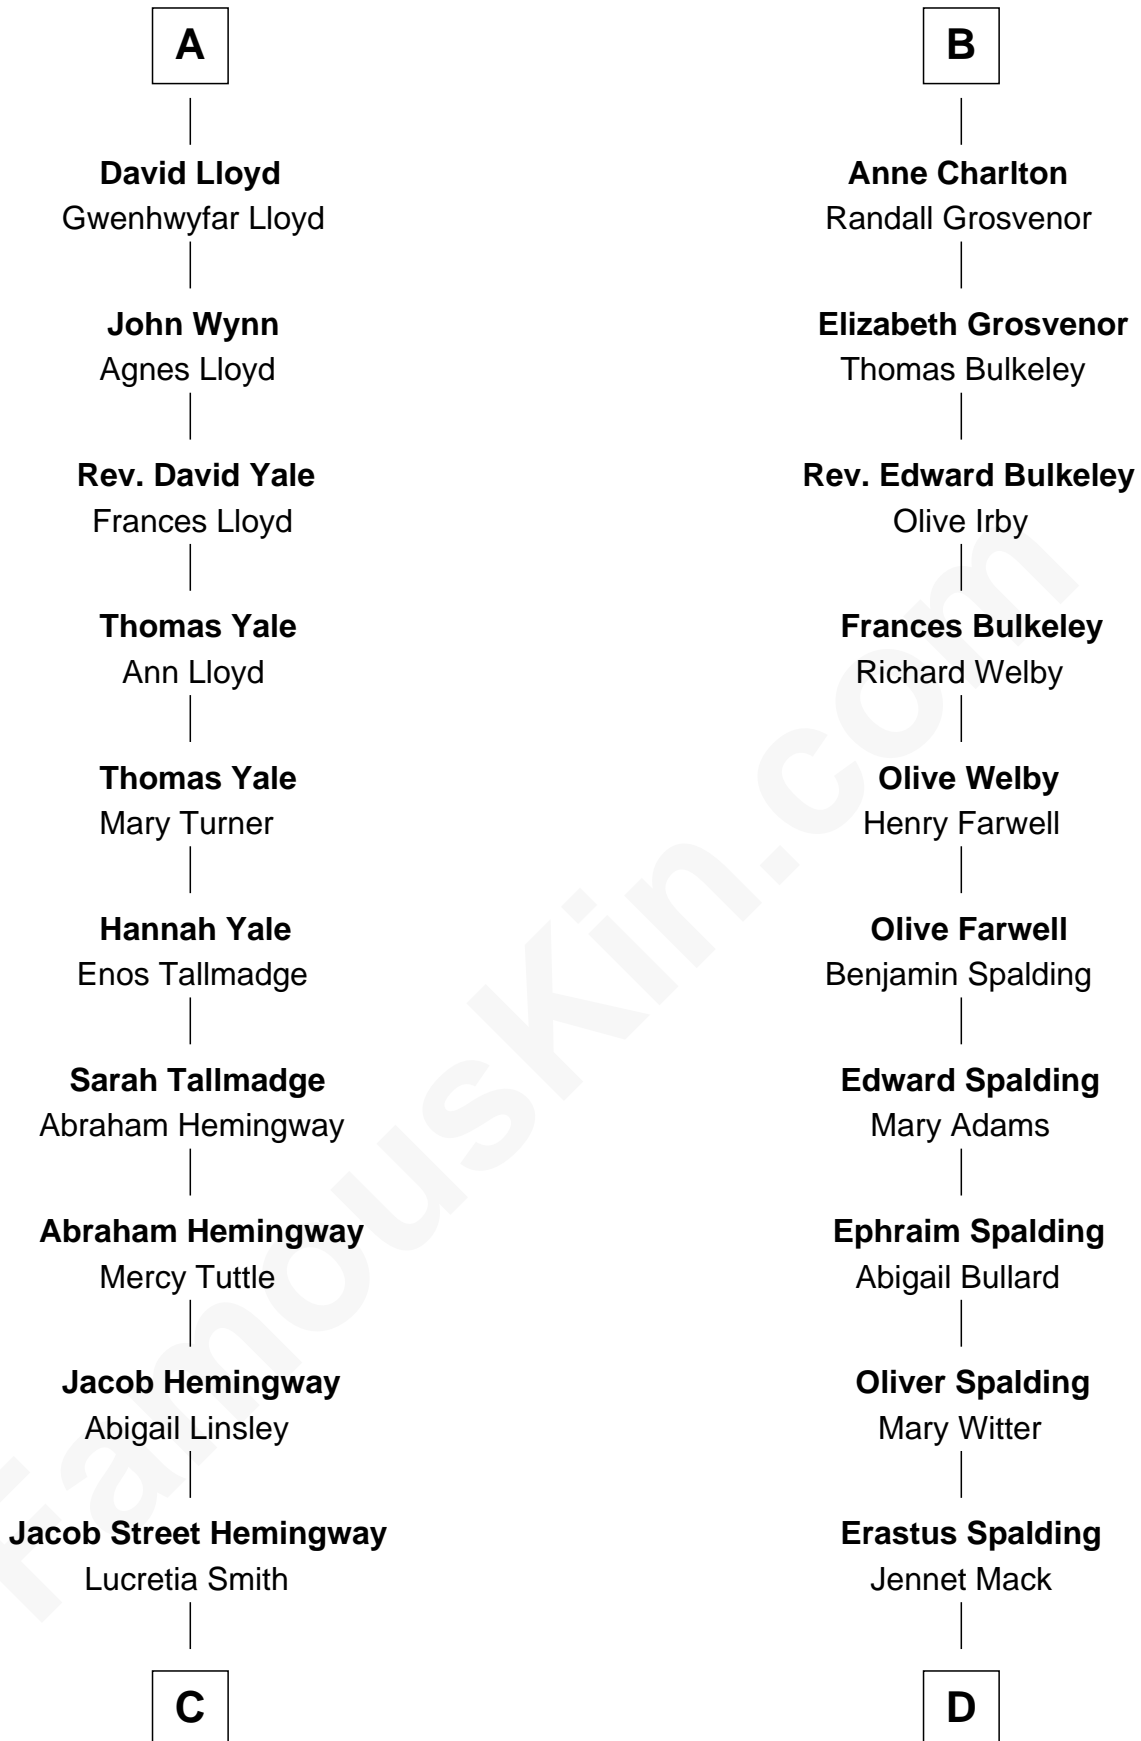 A
David Lloyd
Gwenhwyfar Lloyd
John Wynn
Agnes Lloyd
Rev. David Yale
Frances Lloyd
Thomas Yale
Ann Lloyd
Thomas Yale
Mary Turner
Hannah Yale
Enos Tallmadge
Sarah Tallmadge
Abraham Hemingway
Abraham Hemingway
Mercy Tuttle
Jacob Hemingway
Abigail Linsley
Jacob Street Hemingway
Lucretia Smith
C
B
Anne Charlton
Randall Grosvenor
Elizabeth Grosvenor
Thomas Bulkeley
Rev. Edward Bulkeley
Olive Irby
Frances Bulkeley
Richard Welby
Olive Welby
Henry Farwell
Olive Farwell
Benjamin Spalding
Edward Spalding
Mary Adams
Ephraim Spalding
Abigail Bullard
Oliver Spalding
Mary Witter
Erastus Spalding
Jennet Mack
D
FamousKin.com